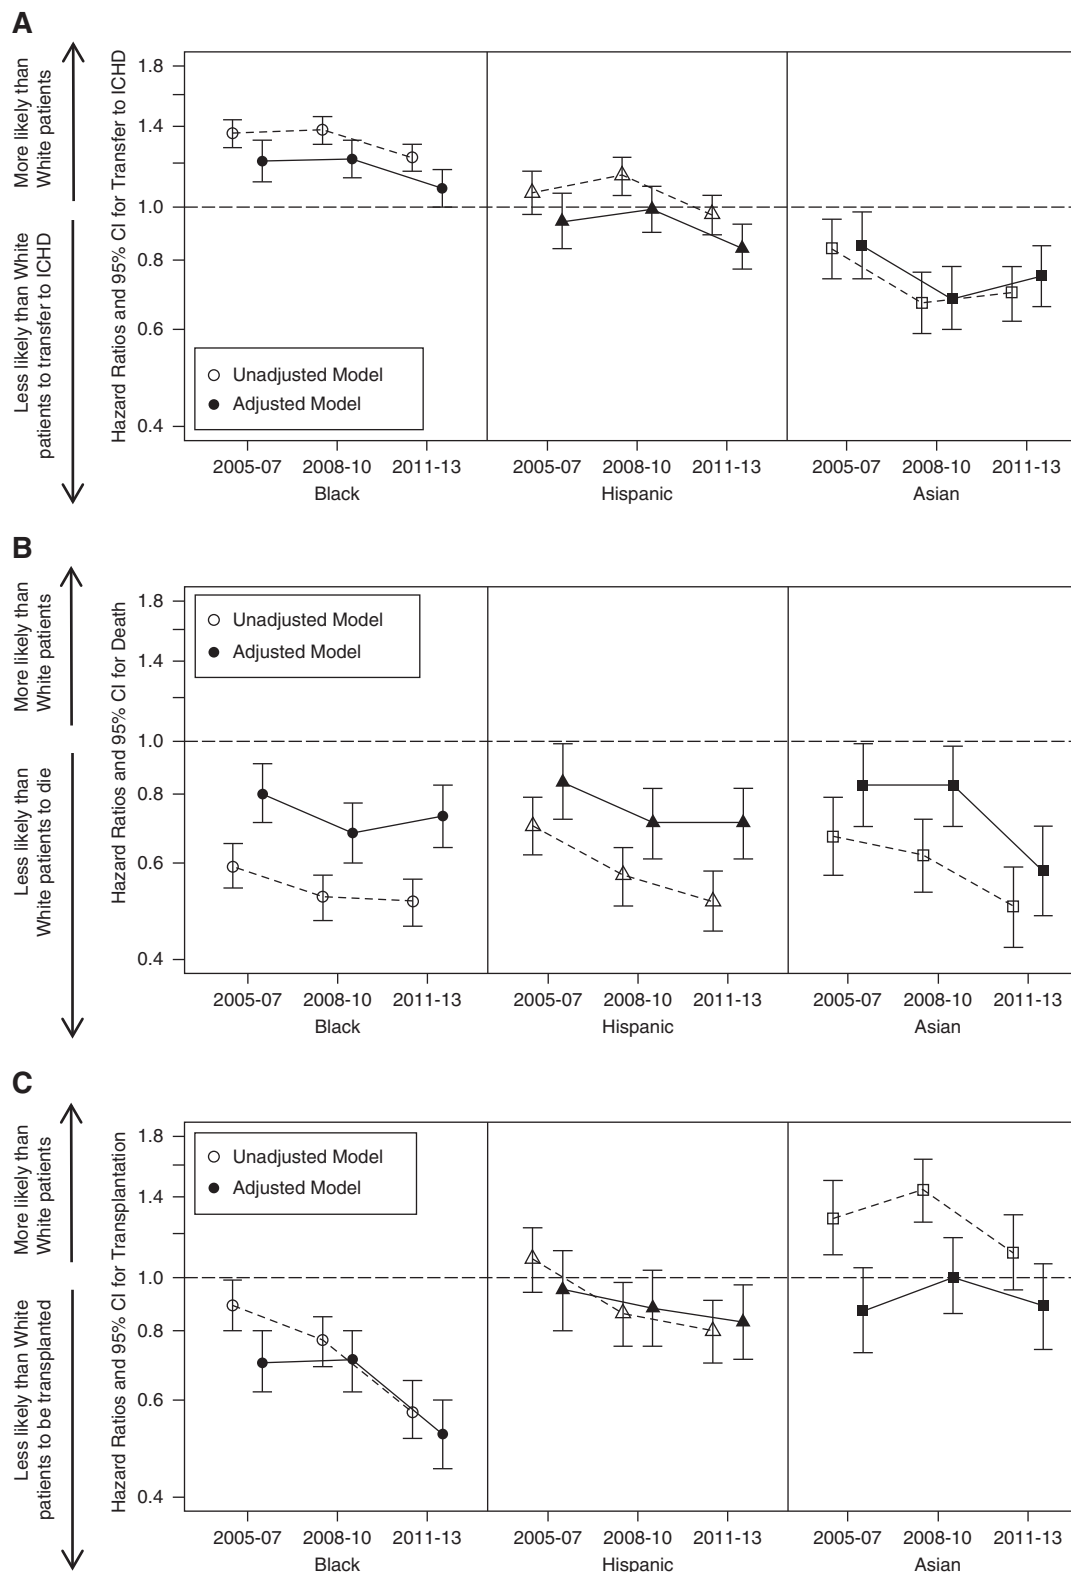 A
More likely than
White patients
Less likely than White
patients to transfer to ICHD
Hazard Ratios and 95% CI for Transfer to ICHD
1.8
1.4
1.0
0.8
0.6
0.4
Unadjusted Model
Adjusted Model
2005-07 2008-10 2011-13
Black
2005-07 2008-10 2011-13
Hispanic
2005-07 2008-10 2011-13
Asian
B
More likely than
White patients
Less likely than
White patients to die
Hazard Ratios and 95% CI for Death
1.8
1.4
1.0
0.8
0.6
0.4
Unadjusted Model
Adjusted Model
2005-07 2008-10 2011-13
Black
2005-07 2008-10 2011-13
Hispanic
2005-07 2008-10 2011-13
Asian
C
More likely than
White patients
Less likely than White
patients to be transplanted
Hazard Ratios and 95% CI for Transplantation
1.8
1.4
1.0
0.8
0.6
0.4
Unadjusted Model
Adjusted Model
2005-07 2008-10 2011-13
Black
2005-07 2008-10 2011-13
Hispanic
2005-07 2008-10 2011-13
Asian